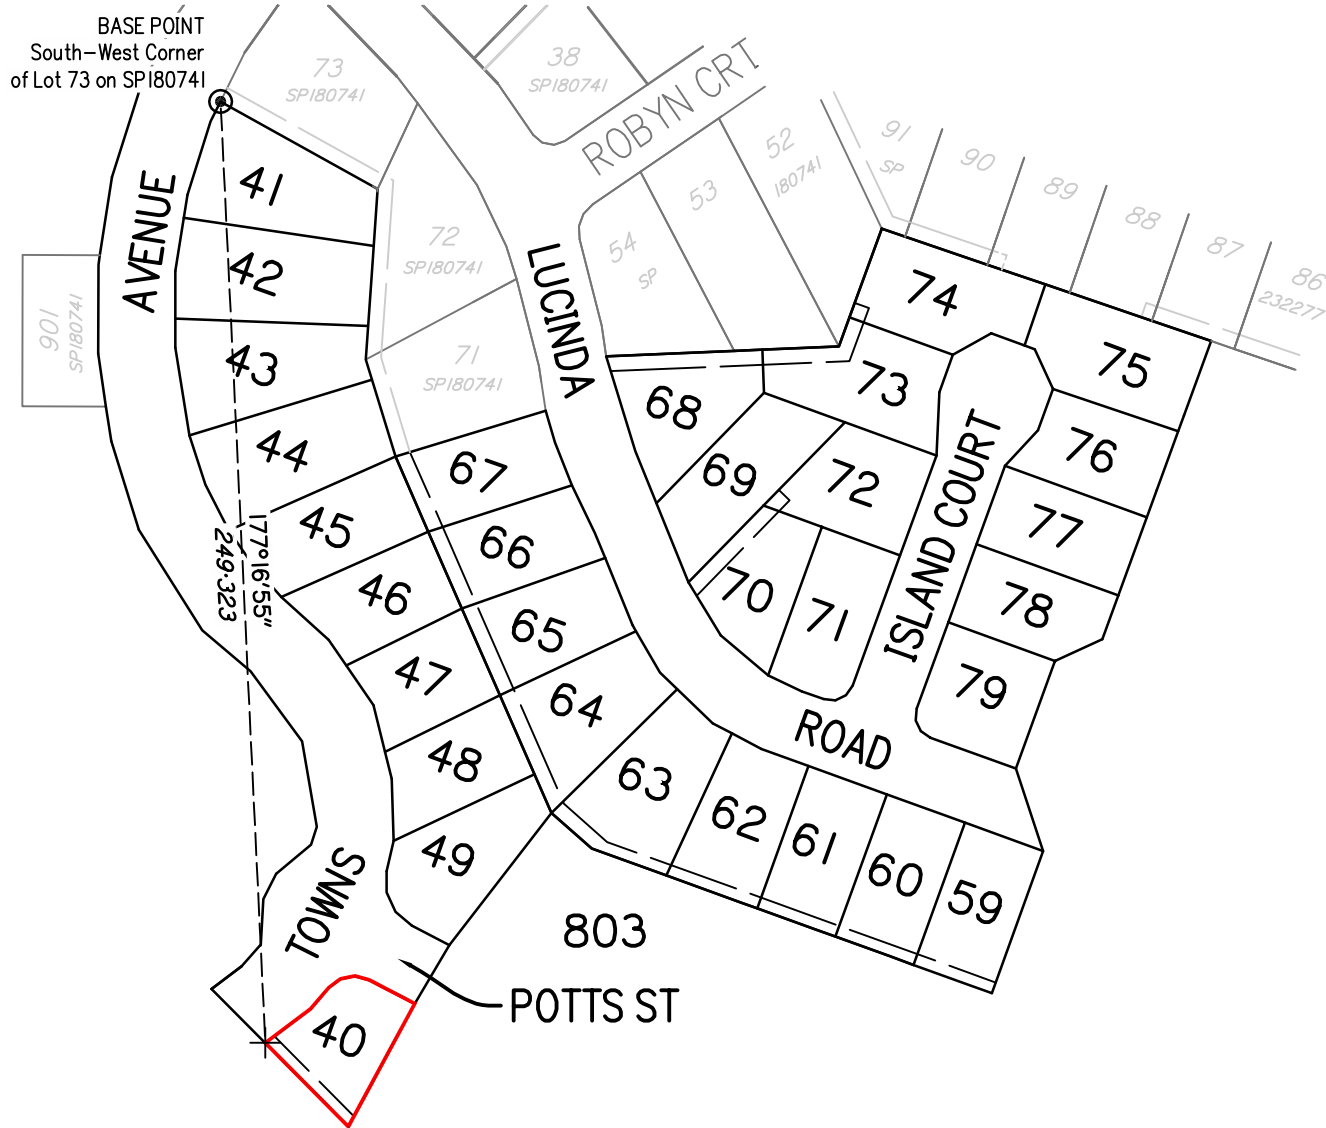 BASE POINT
South-West Corner
of Lot 73 on SP180741
73
SP180741
38
SP180741
ROBYN CRT
52
180741
53
54
SP
91
SP
90
89
88
87
86
232277
41
AVENUE
42
72
SP180741
LUCINDA
901
SP180741
43
71
SP180741
44
74
75
73
68
76
67
69
72
ISLAND COURT
45
66
77
177°16'55"
249·323
46
70
71
78
65
47
79
64
ROAD
48
63
62
61
60
59
49
TOWNS
803
POTTS ST
40